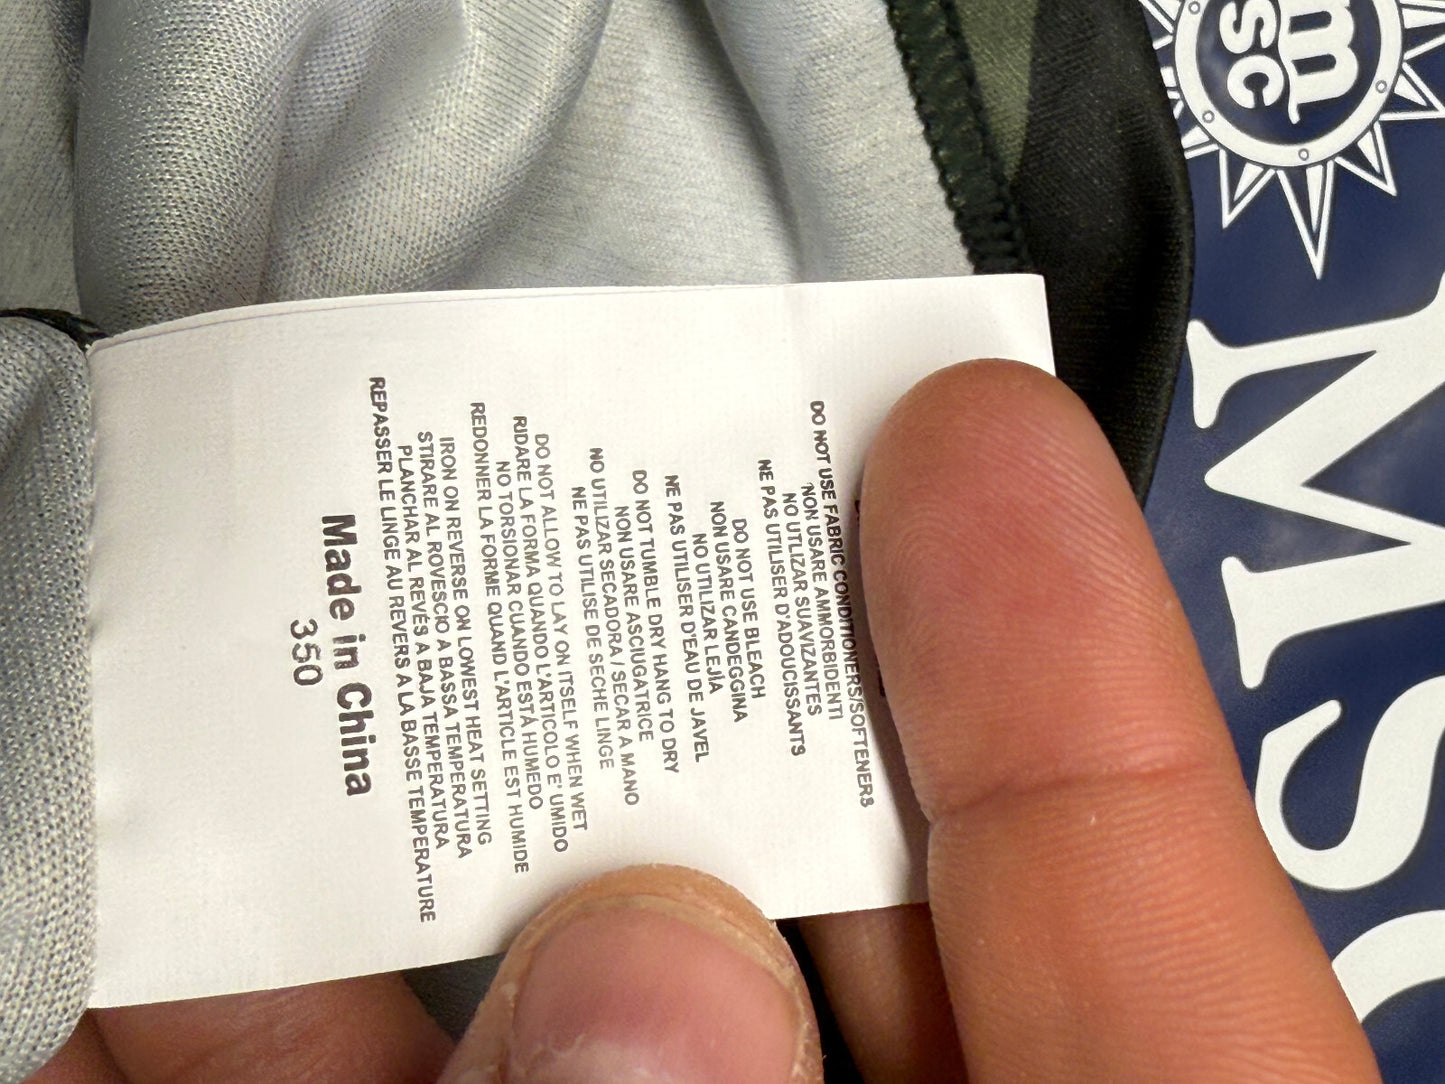 DO NOT USE FABRIC CONDITIONERS/SOFTENERS
NON USARE AMMORBIDENTI
NO UTLIZAR SUAVIZANTES
NE PAS UTILISER D'ADOUCISSANTS
DO NOT USE BLEACH
NON USARE CANDEGGINA
NO UTILIZAR LEJÍA
NE PAS UTILISER D'EAU DE JAVEL
DO NOT TUMBLE DRY HANG TO DRY
NON USARE ASCIUGATRICE
NO UTILIZAR SECADORA / SECAR A MANO
NE PAS UTILISE DE SECHE LINGE
DO NOT ALLOW TO LAY ON ITSELF WHEN WET
RIDARE LA FORMA QUANDO L'ARTICOLO E' UMIDO
NO TORSIONAR CUANDO ESTÁ HUMEDO
REDONNER LA FORME QUAND L'ARTICLE EST HUMIDE
IRON ON REVERSE ON LOWEST HEAT SETTING
STIRARE AL ROVESCIO A BASSA TEMPERATURA
PLANCHAR AL REVÉS A BAJA TEMPERATURA
REPASSER LE LINGE AU REVERS A LA BASSE TEMPERATURE
Made in China
350
m
sc
MSC